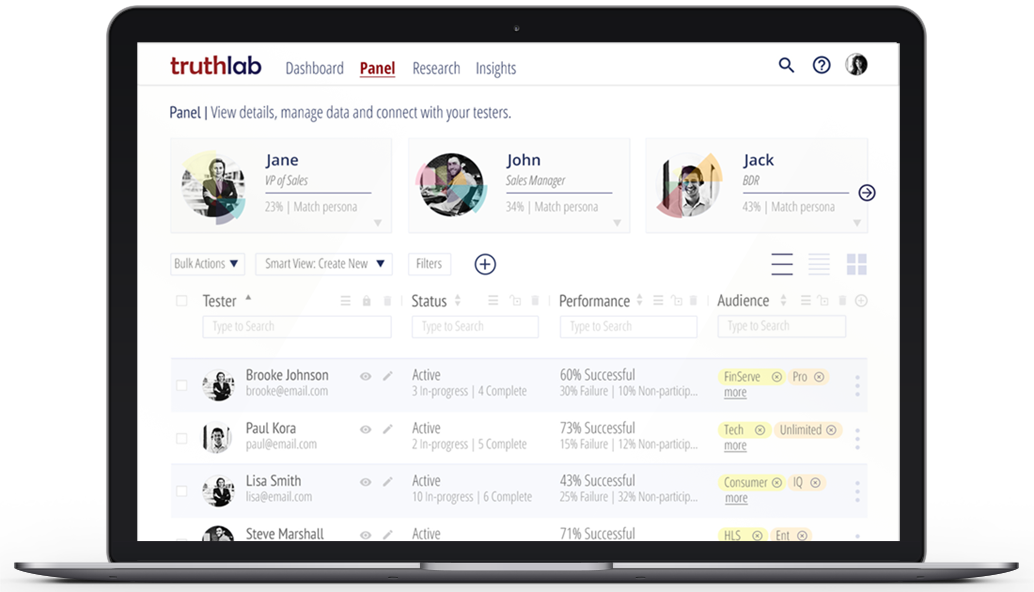 truthlab Dashboard Panel Research Insights
Panel | View details, manage data and connect with your testers.
Jane
VP of Sales
23% | Match persona
John
Sales Manager
34% | Match persona
Jack
BDR
43% | Match persona
Bulk Actions Smart View: Create New Filters
Tester Status Performance Audience
Type to Search Type to Search Type to Search Type to Search
Brooke Johnson Active 60% Successful FinServe Pro
brooke@email.com 3 In-progress | 4 Complete 30% Failure | 10% Non-particip... more
Paul Kora Active 73% Successful Tech Unlimited
paul@email.com 2 In-progress | 5 Complete 15% Failure | 12% Non-particip... more
Lisa Smith Active 43% Successful Consumer IQ
lisa@email.com 10 In-progress | 6 Complete 25% Failure | 32% Non-particip... more
Steve Marshall Active 71% Successful HLS Ent